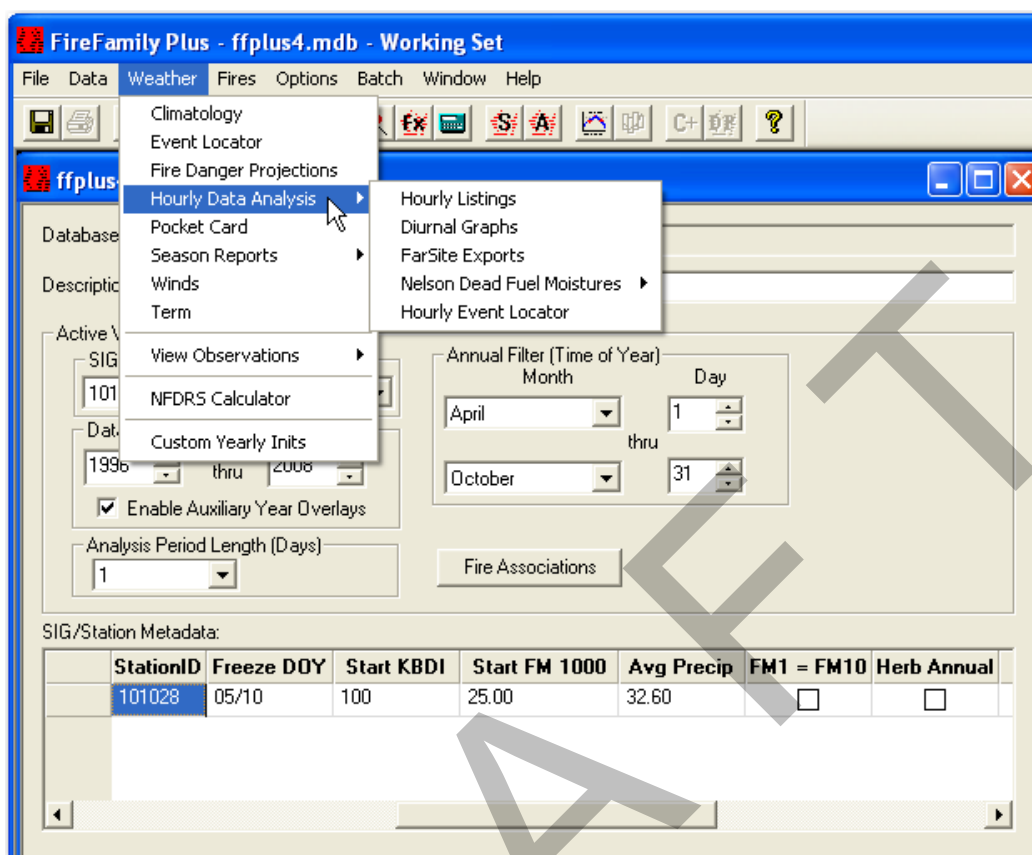 FireFamily Plus - ffplus4.mdb - Working Set
File Data Weather Fires Options Batch Window Help
Climatology
Event Locator
Fire Danger Projections
Hourly Data Analysis
Pocket Card
Season Reports
Winds
Term
View Observations
NFDRS Calculator
Custom Yearly Inits
Hourly Listings
Diurnal Graphs
FarSite Exports
Nelson Dead Fuel Moistures
Hourly Event Locator
Fx S A C+ DR ?
ffplus
Database
Descriptic
Active
SIG
101
Dat
1996 thru 2008
Enable Auxiliary Year Overlays
Analysis Period Length (Days)
1
Annual Filter (Time of Year)
Month Day
April 1
thru
October 31
Fire Associations
SIG/Station Metadata:
StationID Freeze DOY Start KBDI Start FM 1000 Avg Precip FM1 = FM10 Herb Annual
101028 05/10 100 25.00 32.60
A F T